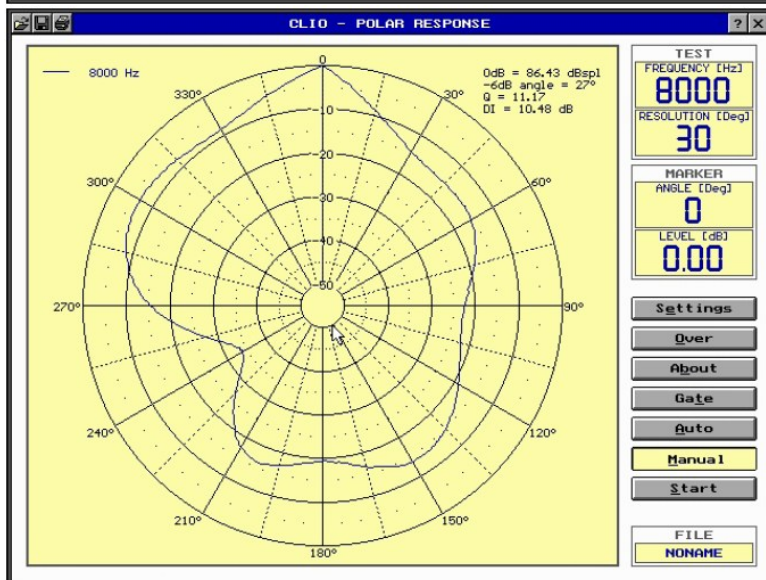 CLIO - POLAR RESPONSE
? x
8000 Hz
0dB = 86.43 dBspl
-6dB angle = 27°
Q = 11.17
DI = 10.48 dB
0
330°
30°
-10
-20
300°
60°
-30
-40
-50
270°
90°
240°
120°
210°
150°
180°
TEST
FREQUENCY [Hz]
8000
RESOLUTION [Deg]
30
MARKER
ANGLE [Deg]
0
LEVEL [dB]
0.00
Settings
Over
About
Gate
Auto
Manual
Start
FILE
NONAME